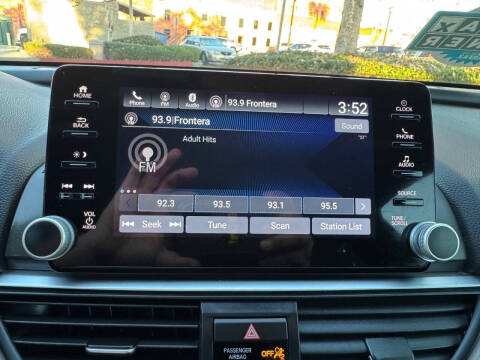 HOME
BACK
VOL
AUDIO
Phone
FM
Audio
FM
93.9 Frontera
3:52
93.9|Frontera
Sound
Adult Hits
FM
92.3
93.5
93.1
95.5
Seek
Tune
Scan
Station List
CLOCK
PHONE
AUDIO
SOURCE
TUNE/
SCROLL
PASSENGER
AIRBAG
OFF